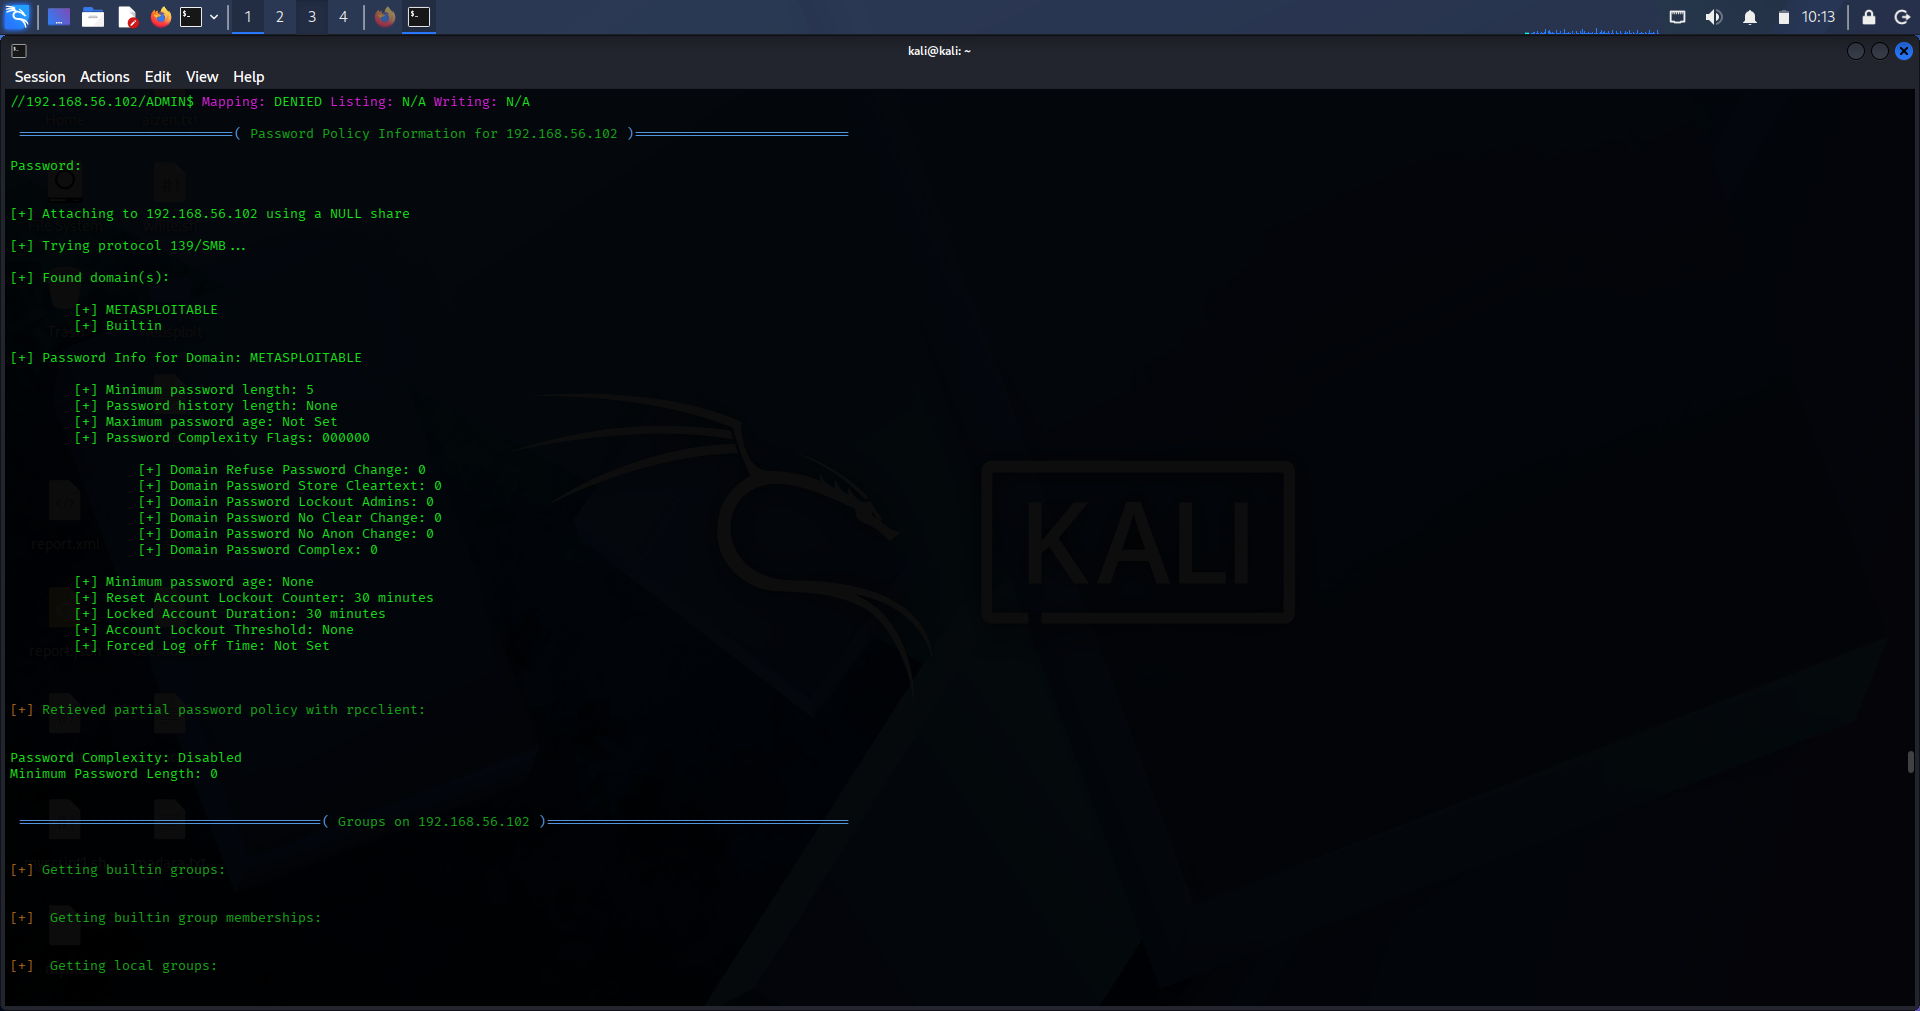 1 2 3 4 10:13
kali@kali: ~
Session Actions Edit View Help
//192.168.56.102/ADMIN$ Mapping: DENIED Listing: N/A Writing: N/A
( Password Policy Information for 192.168.56.102 )
Password:
[+] Attaching to 192.168.56.102 using a NULL share
[+] Trying protocol 139/SMB...
[+] Found domain(s):
[+] METASPLOITABLE
[+] Builtin
[+] Password Info for Domain: METASPLOITABLE
[+] Minimum password length: 5
[+] Password history length: None
[+] Maximum password age: Not Set
[+] Password Complexity Flags: 000000
[+] Domain Refuse Password Change: 0
[+] Domain Password Store Cleartext: 0
[+] Domain Password Lockout Admins: 0
[+] Domain Password No Clear Change: 0
[+] Domain Password No Anon Change: 0
[+] Domain Password Complex: 0
[+] Minimum password age: None
[+] Reset Account Lockout Counter: 30 minutes
[+] Locked Account Duration: 30 minutes
[+] Account Lockout Threshold: None
[+] Forced Log off Time: Not Set
[+] Retieved partial password policy with rpcclient:
Password Complexity: Disabled
Minimum Password Length: 0
( Groups on 192.168.56.102 )
[+] Getting builtin groups:
[+]  Getting builtin group memberships:
[+]  Getting local groups:
KALI
Home
File System
report.xml